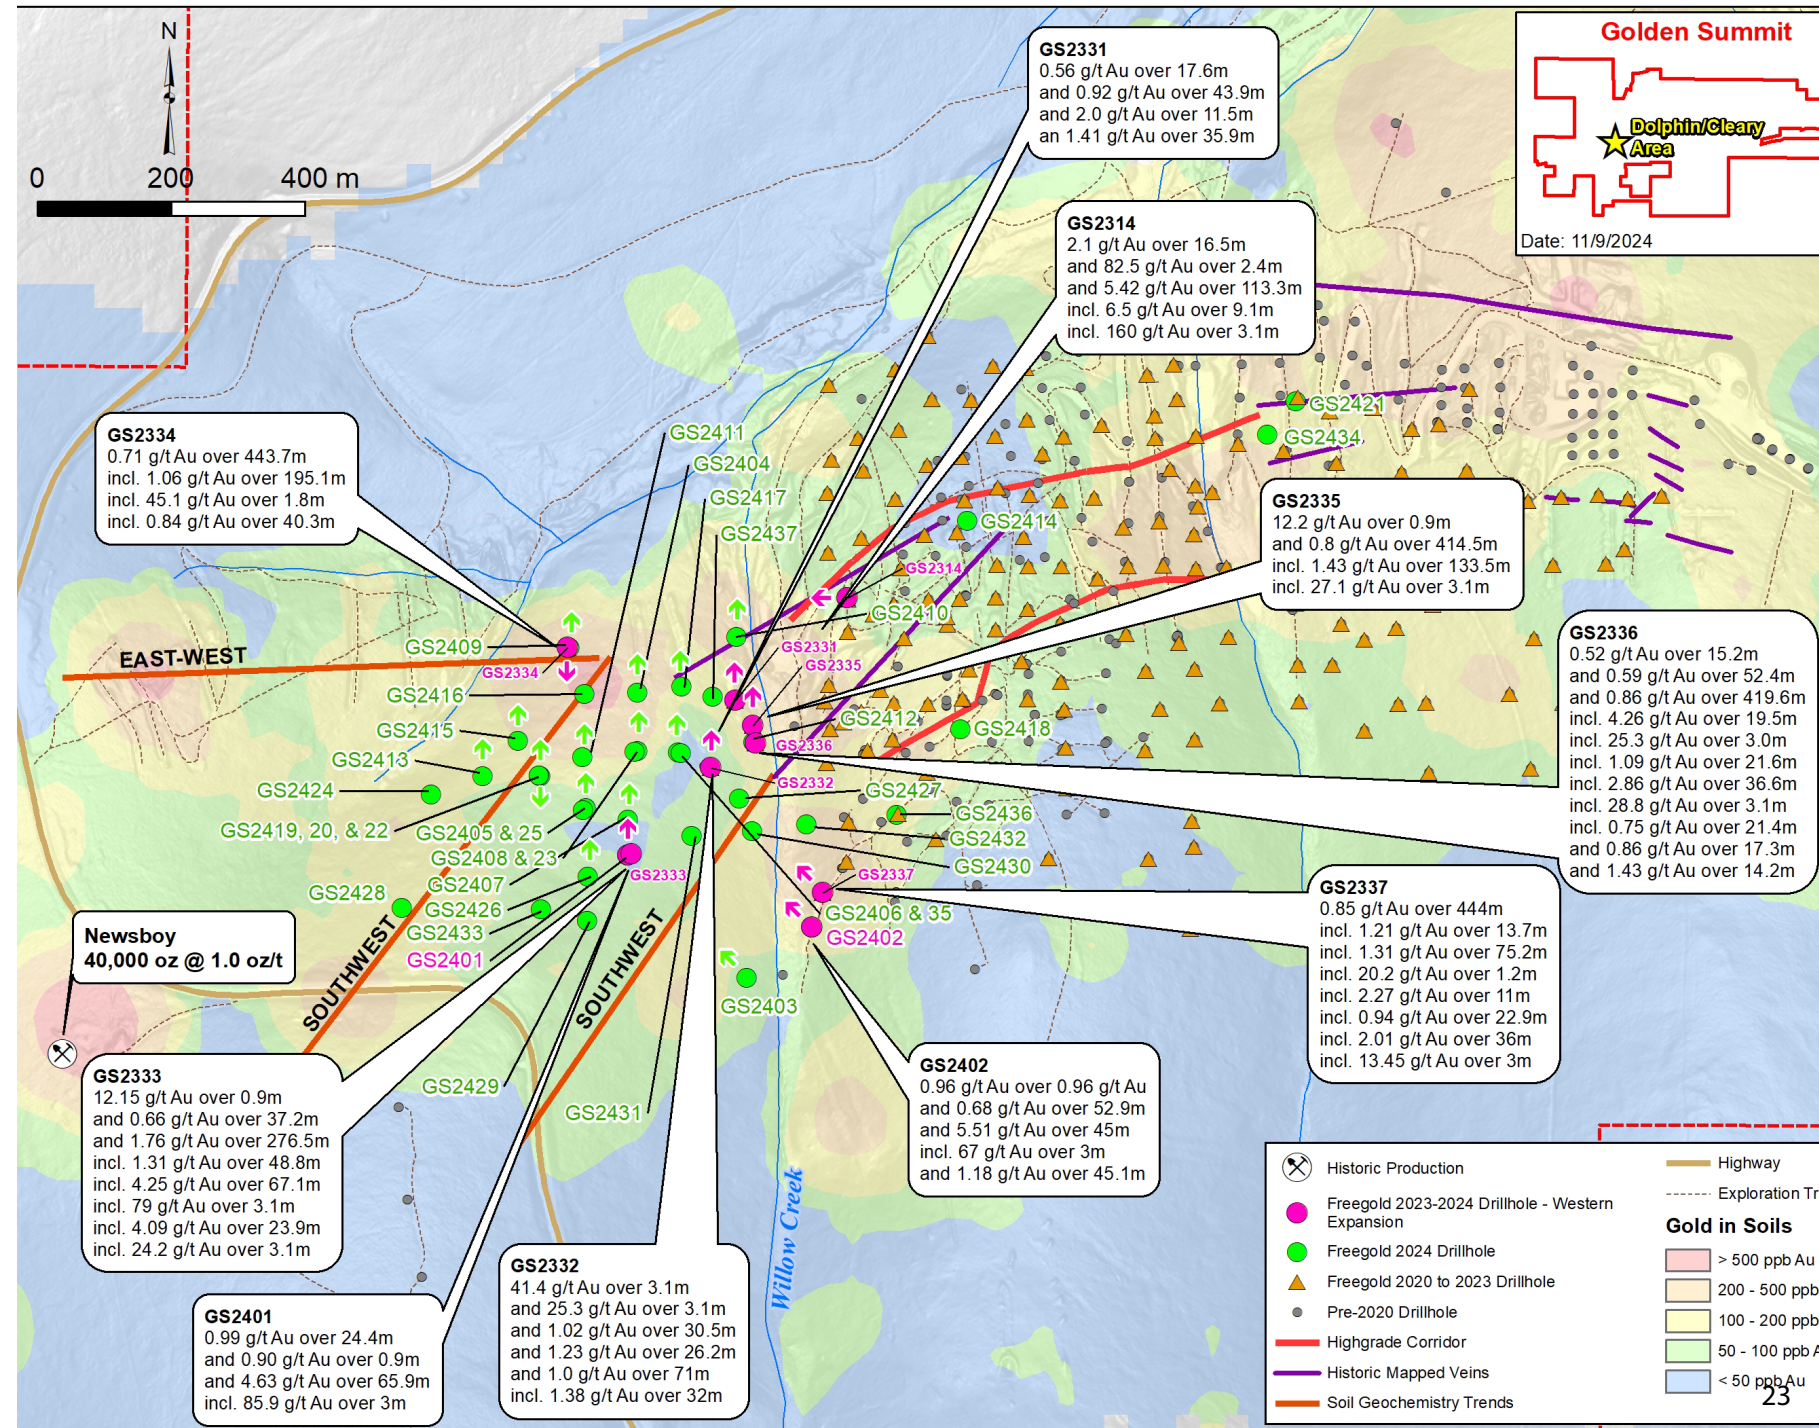 N
0 200 400 m
GS2331
0.56 g/t Au over 17.6m
and 0.92 g/t Au over 43.9m
and 2.0 g/t Au over 11.5m
an 1.41 g/t Au over 35.9m
Golden Summit
Dolphin/Cleary
Area
Date: 11/9/2024
GS2314
2.1 g/t Au over 16.5m
and 82.5 g/t Au over 2.4m
and 5.42 g/t Au over 113.3m
incl. 6.5 g/t Au over 9.1m
incl. 160 g/t Au over 3.1m
GS2334
0.71 g/t Au over 443.7m
incl. 1.06 g/t Au over 195.1m
incl. 45.1 g/t Au over 1.8m
incl. 0.84 g/t Au over 40.3m
GS2411
GS2404
GS2417
GS2437
GS2421
GS2434
GS2414
GS2335
12.2 g/t Au over 0.9m
and 0.8 g/t Au over 414.5m
incl. 1.43 g/t Au over 133.5m
incl. 27.1 g/t Au over 3.1m
GS2314
GS2410
GS2331
GS2335
GS2409
GS2334
EAST-WEST
GS2416
GS2415
GS2413
GS2424
GS2419, 20, & 22
GS2405 & 25
GS2408 & 23
GS2407
GS2428
GS2426
GS2433
GS2401
GS2333
GS2412
GS2336
GS2332
GS2418
GS2427
GS2436
GS2432
GS2430
GS2337
GS2406 & 35
GS2402
GS2403
GS2336
0.52 g/t Au over 15.2m
and 0.59 g/t Au over 52.4m
and 0.86 g/t Au over 419.6m
incl. 4.26 g/t Au over 19.5m
incl. 25.3 g/t Au over 3.0m
incl. 1.09 g/t Au over 21.6m
incl. 2.86 g/t Au over 36.6m
incl. 28.8 g/t Au over 3.1m
incl. 0.75 g/t Au over 21.4m
and 0.86 g/t Au over 17.3m
and 1.43 g/t Au over 14.2m
GS2337
0.85 g/t Au over 444m
incl. 1.21 g/t Au over 13.7m
incl. 1.31 g/t Au over 75.2m
incl. 20.2 g/t Au over 1.2m
incl. 2.27 g/t Au over 11m
incl. 0.94 g/t Au over 22.9m
incl. 2.01 g/t Au over 36m
incl. 13.45 g/t Au over 3m
Newsboy
40,000 oz @ 1.0 oz/t
SOUTHWEST
SOUTHWEST
GS2333
12.15 g/t Au over 0.9m
and 0.66 g/t Au over 37.2m
and 1.76 g/t Au over 276.5m
incl. 1.31 g/t Au over 48.8m
incl. 4.25 g/t Au over 67.1m
incl. 79 g/t Au over 3.1m
incl. 4.09 g/t Au over 23.9m
incl. 24.2 g/t Au over 3.1m
GS2429
GS2431
GS2402
0.96 g/t Au over 0.96 g/t Au
and 0.68 g/t Au over 52.9m
and 5.51 g/t Au over 45m
incl. 67 g/t Au over 3m
and 1.18 g/t Au over 45.1m
Willow Creek
GS2401
0.99 g/t Au over 24.4m
and 0.90 g/t Au over 0.9m
and 4.63 g/t Au over 65.9m
incl. 85.9 g/t Au over 3m
GS2332
41.4 g/t Au over 3.1m
and 25.3 g/t Au over 3.1m
and 1.02 g/t Au over 30.5m
and 1.23 g/t Au over 26.2m
and 1.0 g/t Au over 71m
incl. 1.38 g/t Au over 32m
Historic Production
Freegold 2023-2024 Drillhole - Western
Expansion
Freegold 2024 Drillhole
Freegold 2020 to 2023 Drillhole
Pre-2020 Drillhole
Highgrade Corridor
Historic Mapped Veins
Soil Geochemistry Trends
Highway
Exploration Tr
Gold in Soils
> 500 ppb Au
200 - 500 ppb
100 - 200 ppb
50 - 100 ppb A
< 50 ppb Au
23